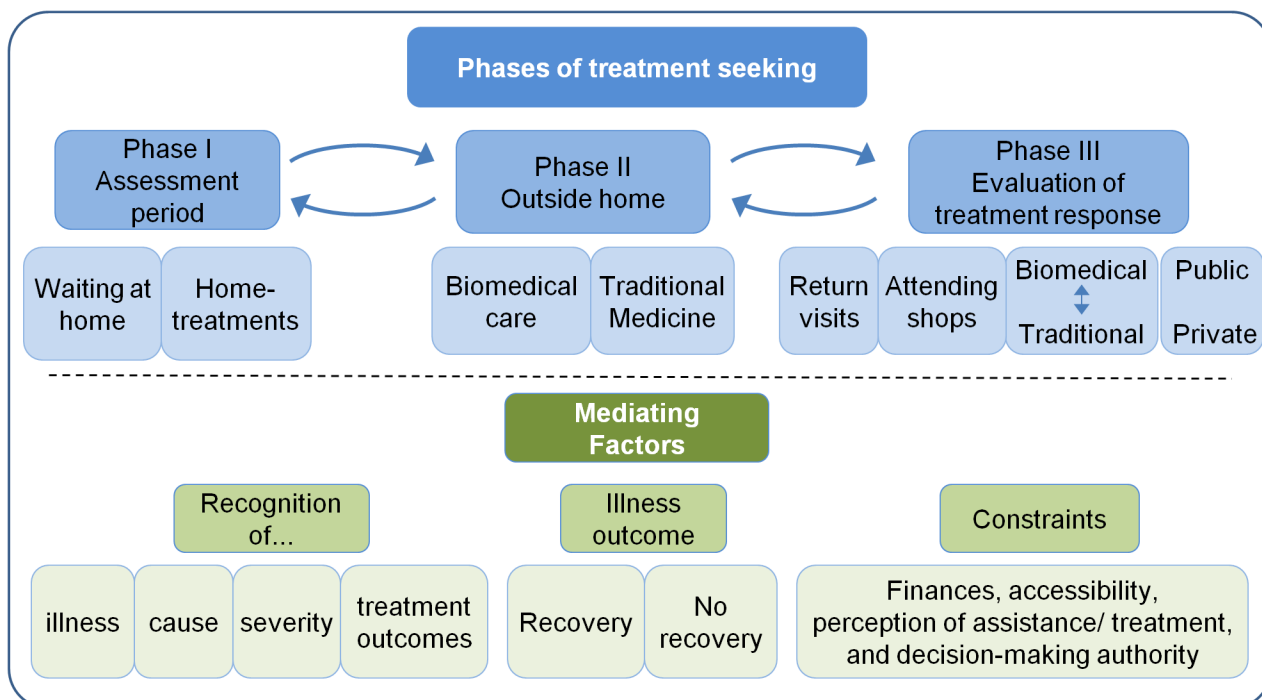 Phases of treatment seeking
Phase I
Assessment
period
Phase II
Outside home
Phase III
Evaluation of
treatment response
Waiting at
home
Home-
treatments
Biomedical
care
Traditional
Medicine
Return
visits
Attending
shops
Biomedical
Traditional
Public
Private
Mediating
Factors
Recognition
of...
illness
cause
severity
treatment
outcomes
Illness
outcome
Recovery
No
recovery
Constraints
Finances, accessibility,
perception of assistance/ treatment,
and decision-making authority